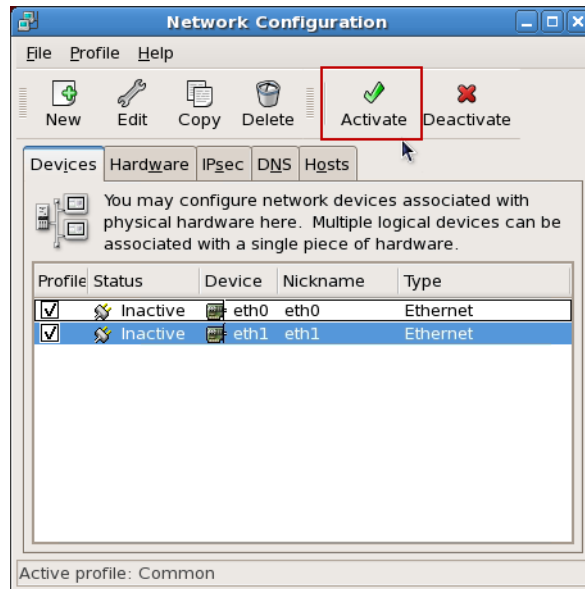 Network Configuration
File Profile Help
New Edit Copy Delete Activate Deactivate
Devices Hardware IPsec DNS Hosts
You may configure network devices associated with
physical hardware here. Multiple logical devices can be
associated with a single piece of hardware.
Profile Status Device Nickname Type
Inactive eth0 eth0 Ethernet
Inactive eth1 eth1 Ethernet
Active profile: Common